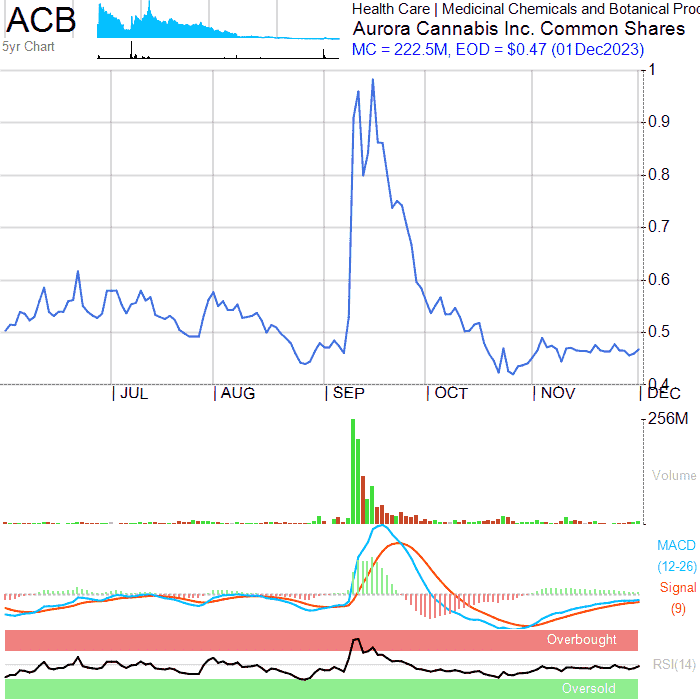 ACB
5yr Chart
Health Care | Medicinal Chemicals and Botanical Proc
Aurora Cannabis Inc. Common Shares
MC = 222.5M, EOD = $0.47 (01Dec2023)
1
0.9
0.8
0.7
0.6
0.5
0.4
JUL
AUG
SEP
OCT
NOV
DEC
256M
Volume
MACD
(12-26)
Signal
(9)
Overbought
RSI(14)
Oversold